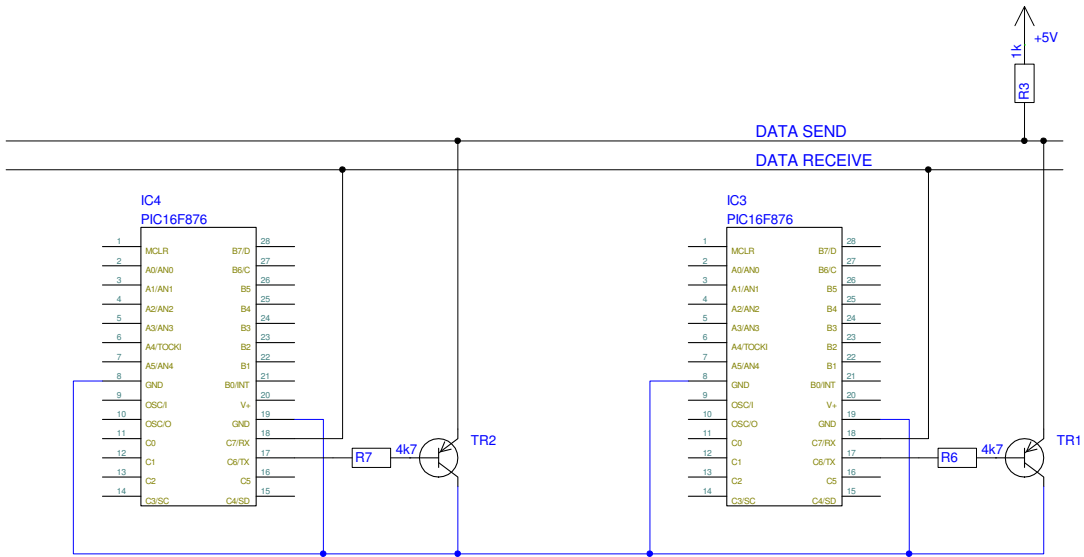 +5V
1k
R3
DATA SEND
DATA RECEIVE
IC4
PIC16F876
1 MCLR B7/D 28
2 A0/AN0 B6/C 27
3 A1/AN1 B5 26
4 A2/AN2 B4 25
5 A3/AN3 B3 24
6 A4/TOCKI B2 23
7 A5/AN4 B1 22
8 GND B0/INT 21
9 OSC/I V+ 20
10 OSC/O GND 19
11 C0 C7/RX 18
12 C1 C6/TX 17
13 C2 C5 16
14 C3/SC C4/SD 15
R7
4k7
TR2
IC3
PIC16F876
1 MCLR B7/D 28
2 A0/AN0 B6/C 27
3 A1/AN1 B5 26
4 A2/AN2 B4 25
5 A3/AN3 B3 24
6 A4/TOCKI B2 23
7 A5/AN4 B1 22
8 GND B0/INT 21
9 OSC/I V+ 20
10 OSC/O GND 19
11 C0 C7/RX 18
12 C1 C6/TX 17
13 C2 C5 16
14 C3/SC C4/SD 15
R6
4k7
TR1